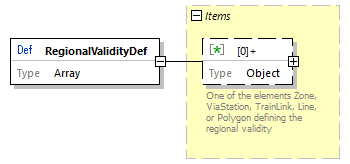 Items
Def RegionalValidityDef
Type Array
[*] [0]+
Type Object
One of the elements Zone,
ViaStation, TrainLink, Line,
or Polygon defining the
regional validity